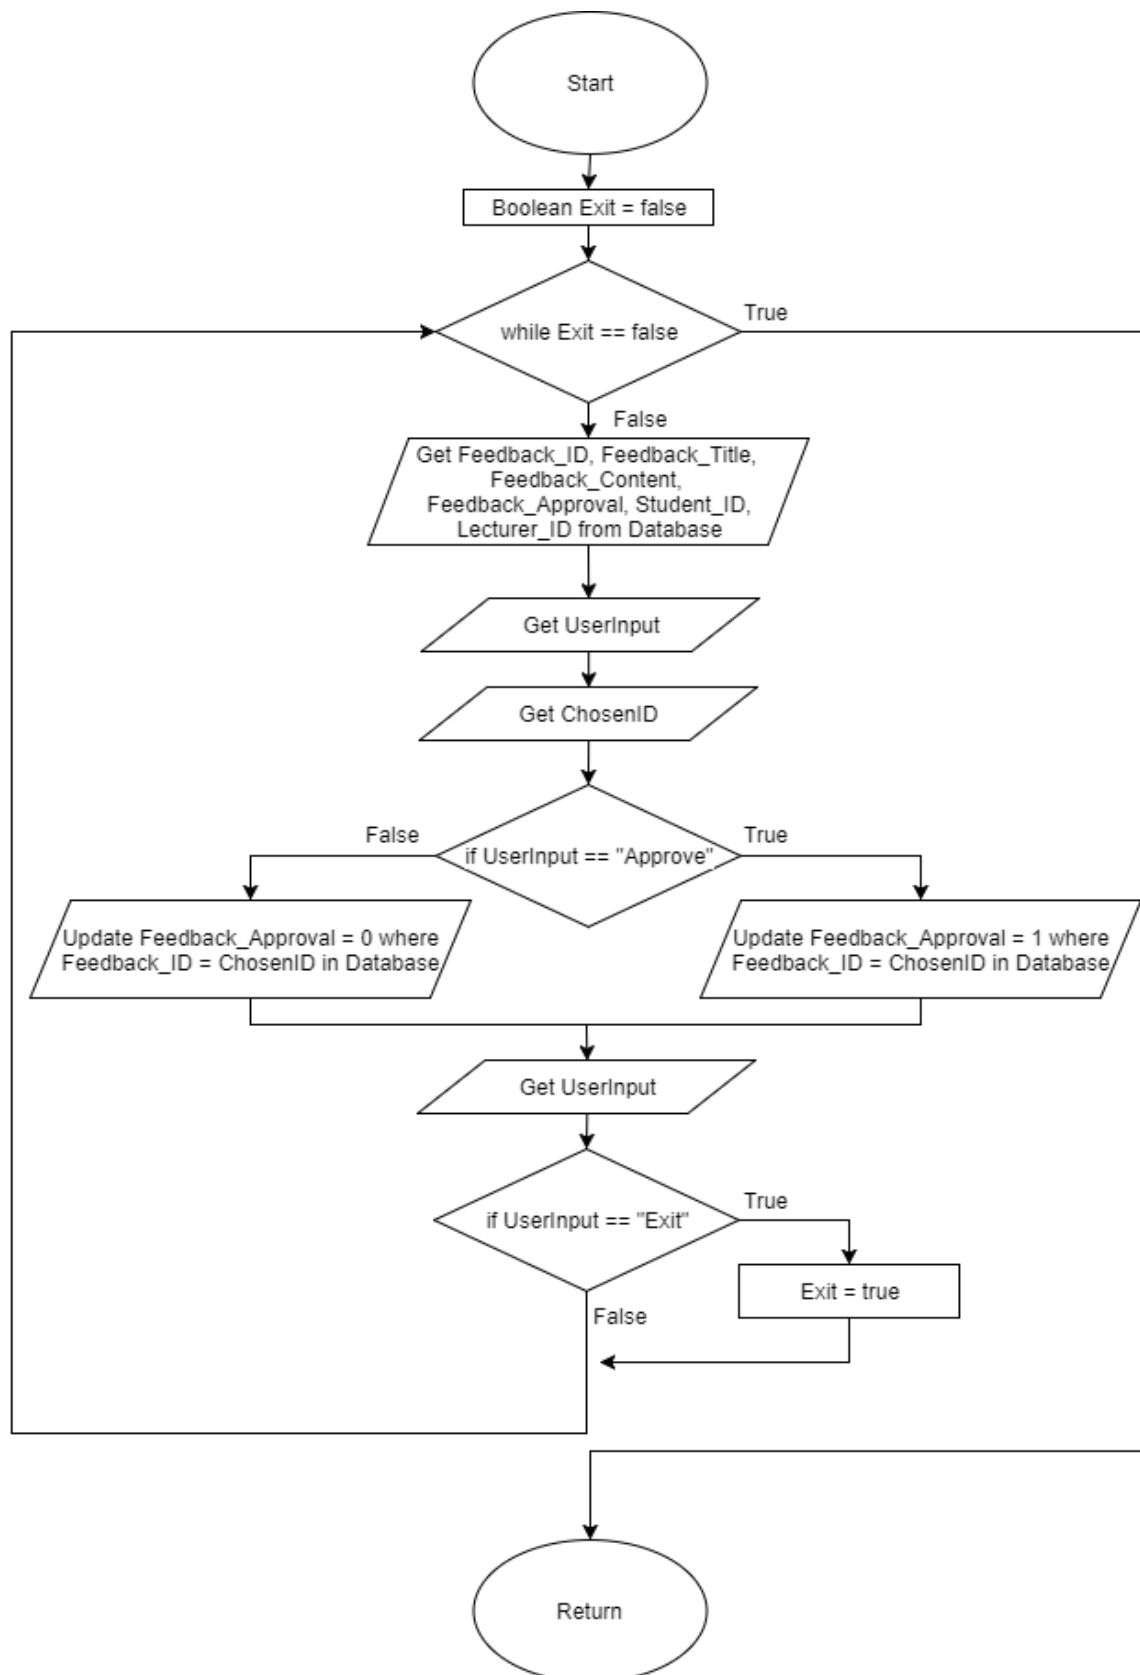 Start
Boolean Exit = false
while Exit == false
True
False
Get Feedback_ID, Feedback_Title,
Feedback_Content,
Feedback_Approval, Student_ID,
Lecturer_ID from Database
Get UserInput
Get ChosenID
False
if UserInput == "Approve"
True
Update Feedback_Approval = 0 where
Feedback_ID = ChosenID in Database
Update Feedback_Approval = 1 where
Feedback_ID = ChosenID in Database
Get UserInput
if UserInput == "Exit"
True
Exit = true
False
Return